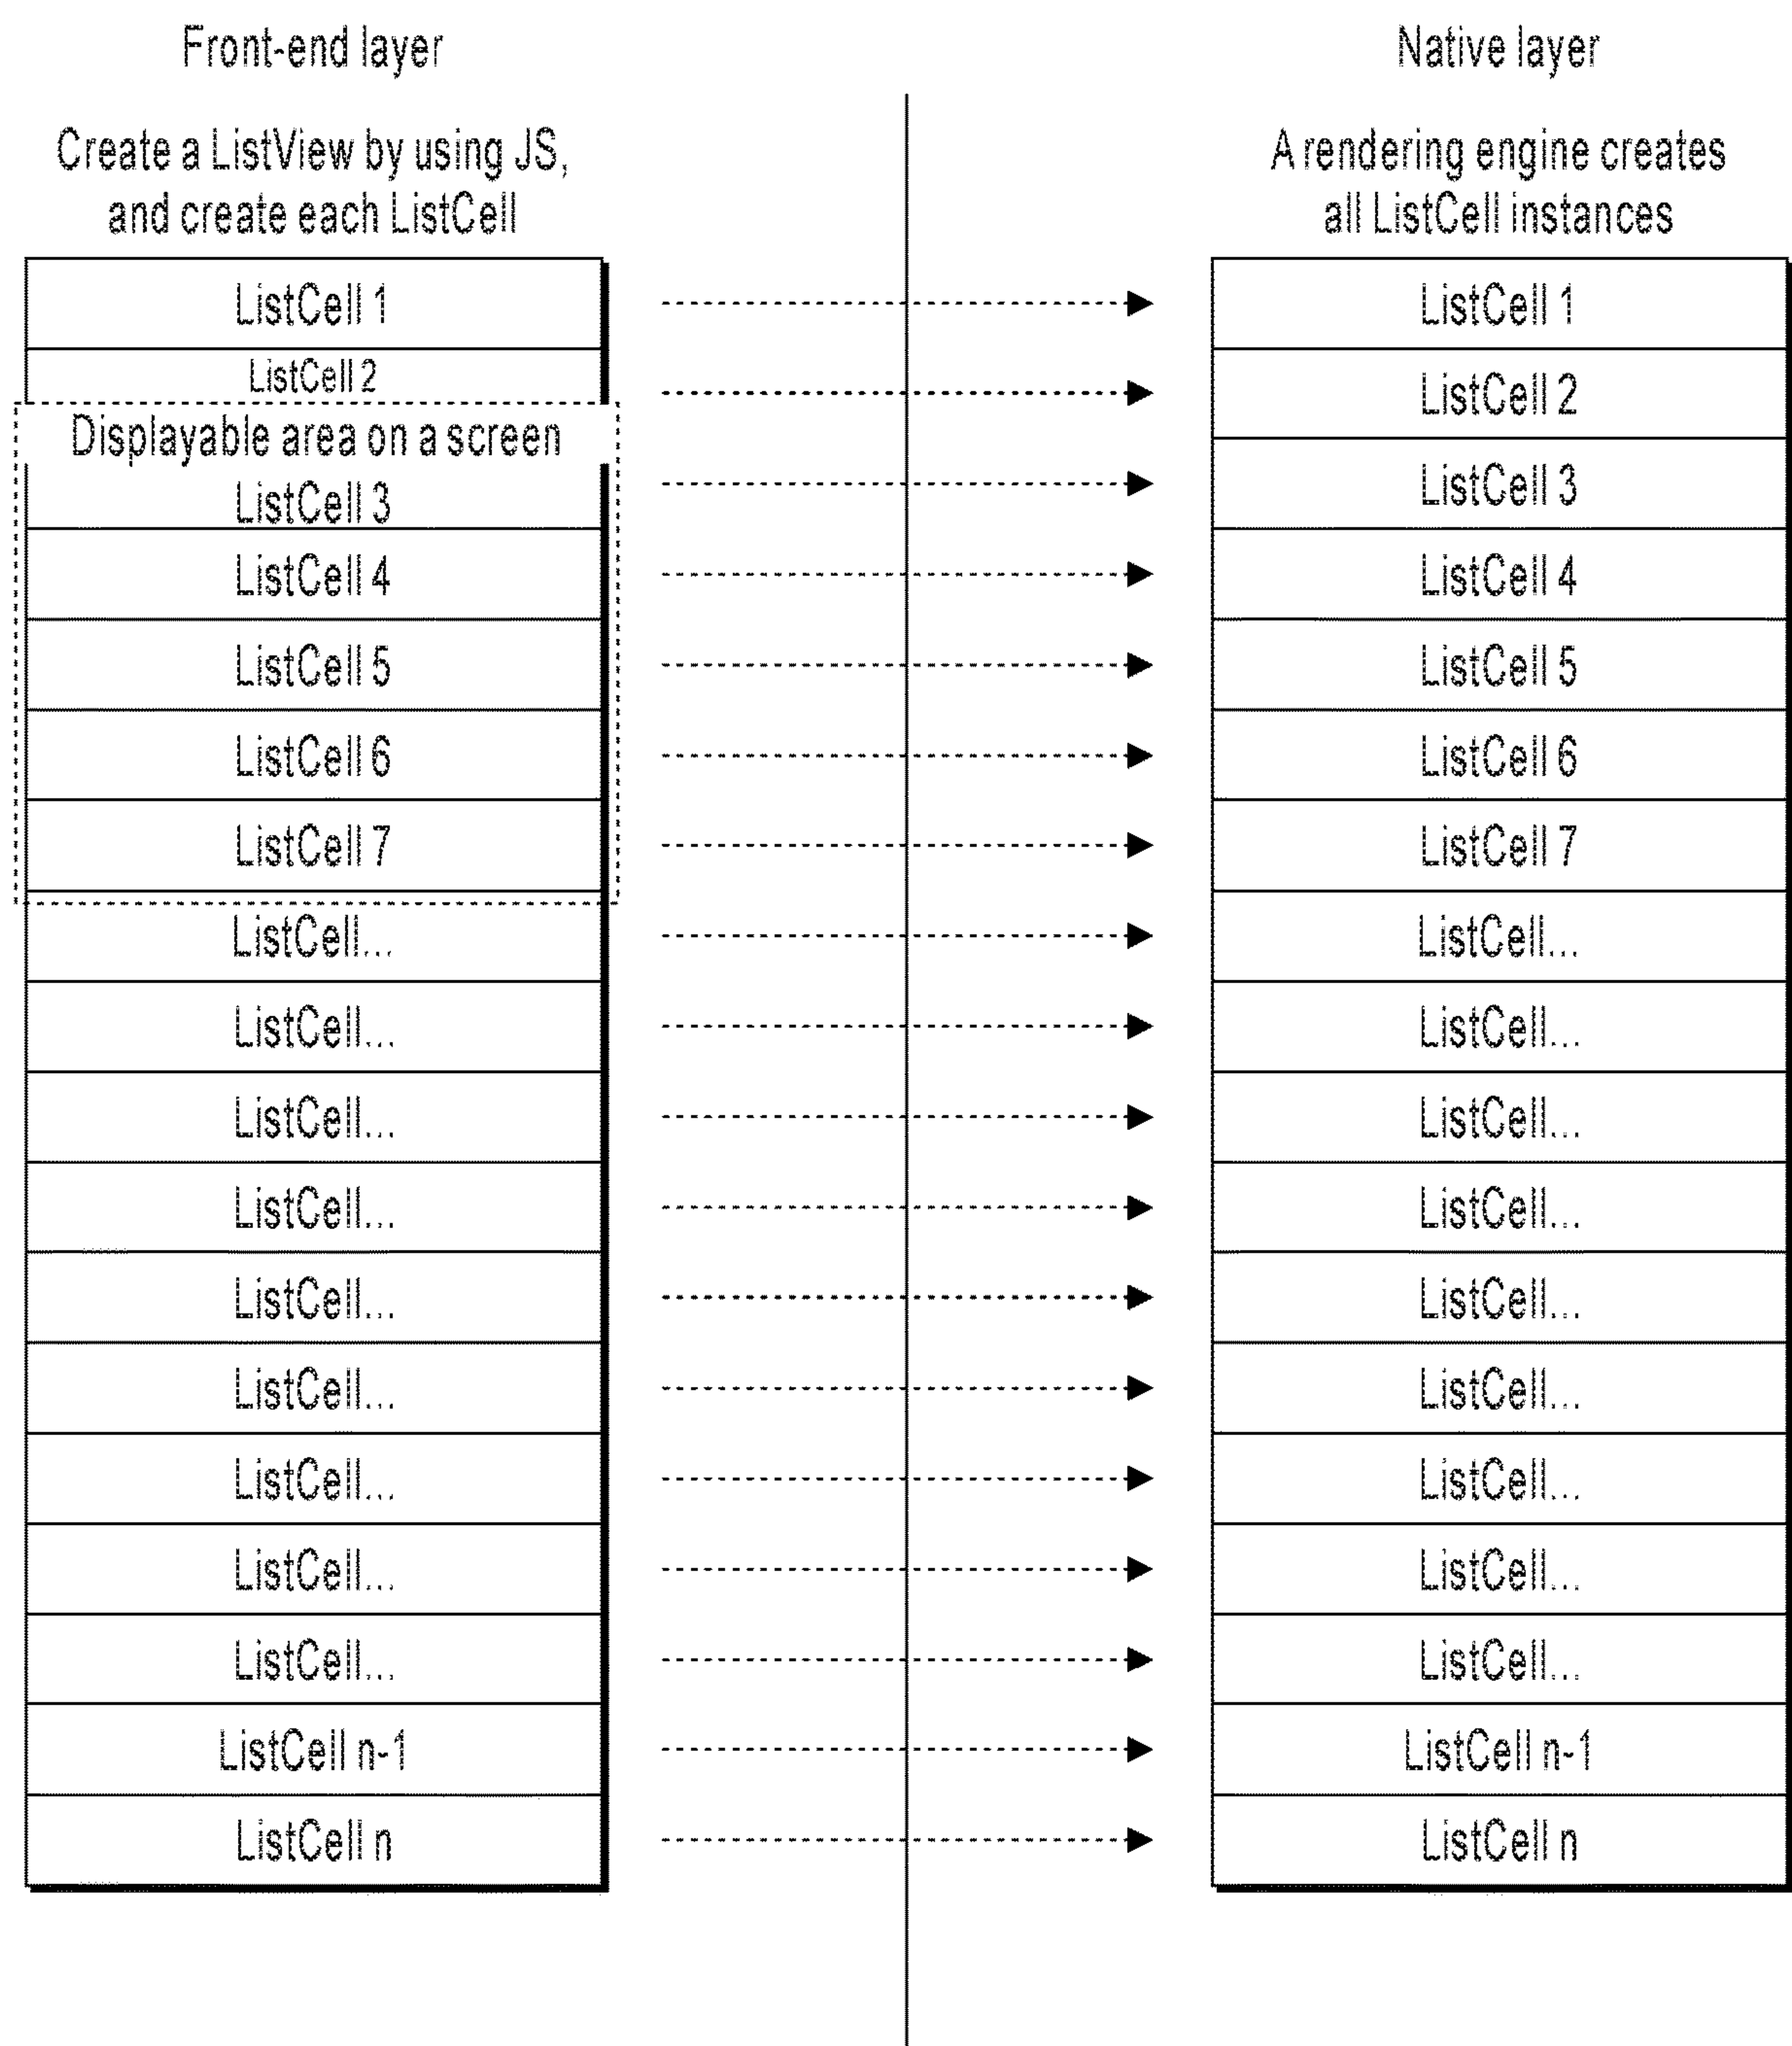 Front-end layer
Create a ListView by using JS,
and create each ListCell
ListCell 1
ListCell 2
Displayable area on a screen
ListCell 3
ListCell 4
ListCell 5
ListCell 6
ListCell 7
ListCell...
ListCell...
ListCell...
ListCell...
ListCell...
ListCell...
ListCell...
ListCell...
ListCell...
ListCell n-1
ListCell n
Native layer
A rendering engine creates
all ListCell instances
ListCell 1
ListCell 2
ListCell 3
ListCell 4
ListCell 5
ListCell 6
ListCell 7
ListCell...
ListCell...
ListCell...
ListCell...
ListCell...
ListCell...
ListCell...
ListCell...
ListCell...
ListCell n-1
ListCell n